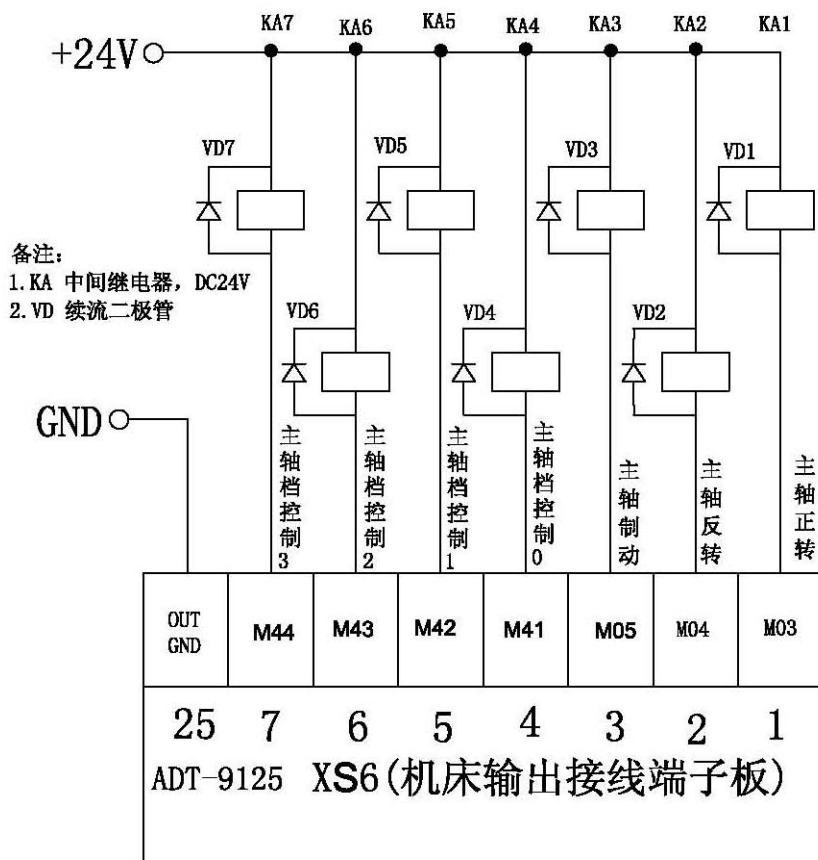 KA7 KA6 KA5 KA4 KA3 KA2 KA1
+24V
VD7 VD5 VD3 VD1
备注:
1.KA 中间继电器, DC24V
2.VD 续流二极管
VD6 VD4 VD2
GND
主轴档控制3
主轴档控制2
主轴档控制1
主轴档控制0
主轴制动
主轴反转
主轴正转
OUT GND
M44 M43 M42 M41 M05 M04 M03
25 7 6 5 4 3 2 1
ADT-9125 XS6(机床输出接线端子板)